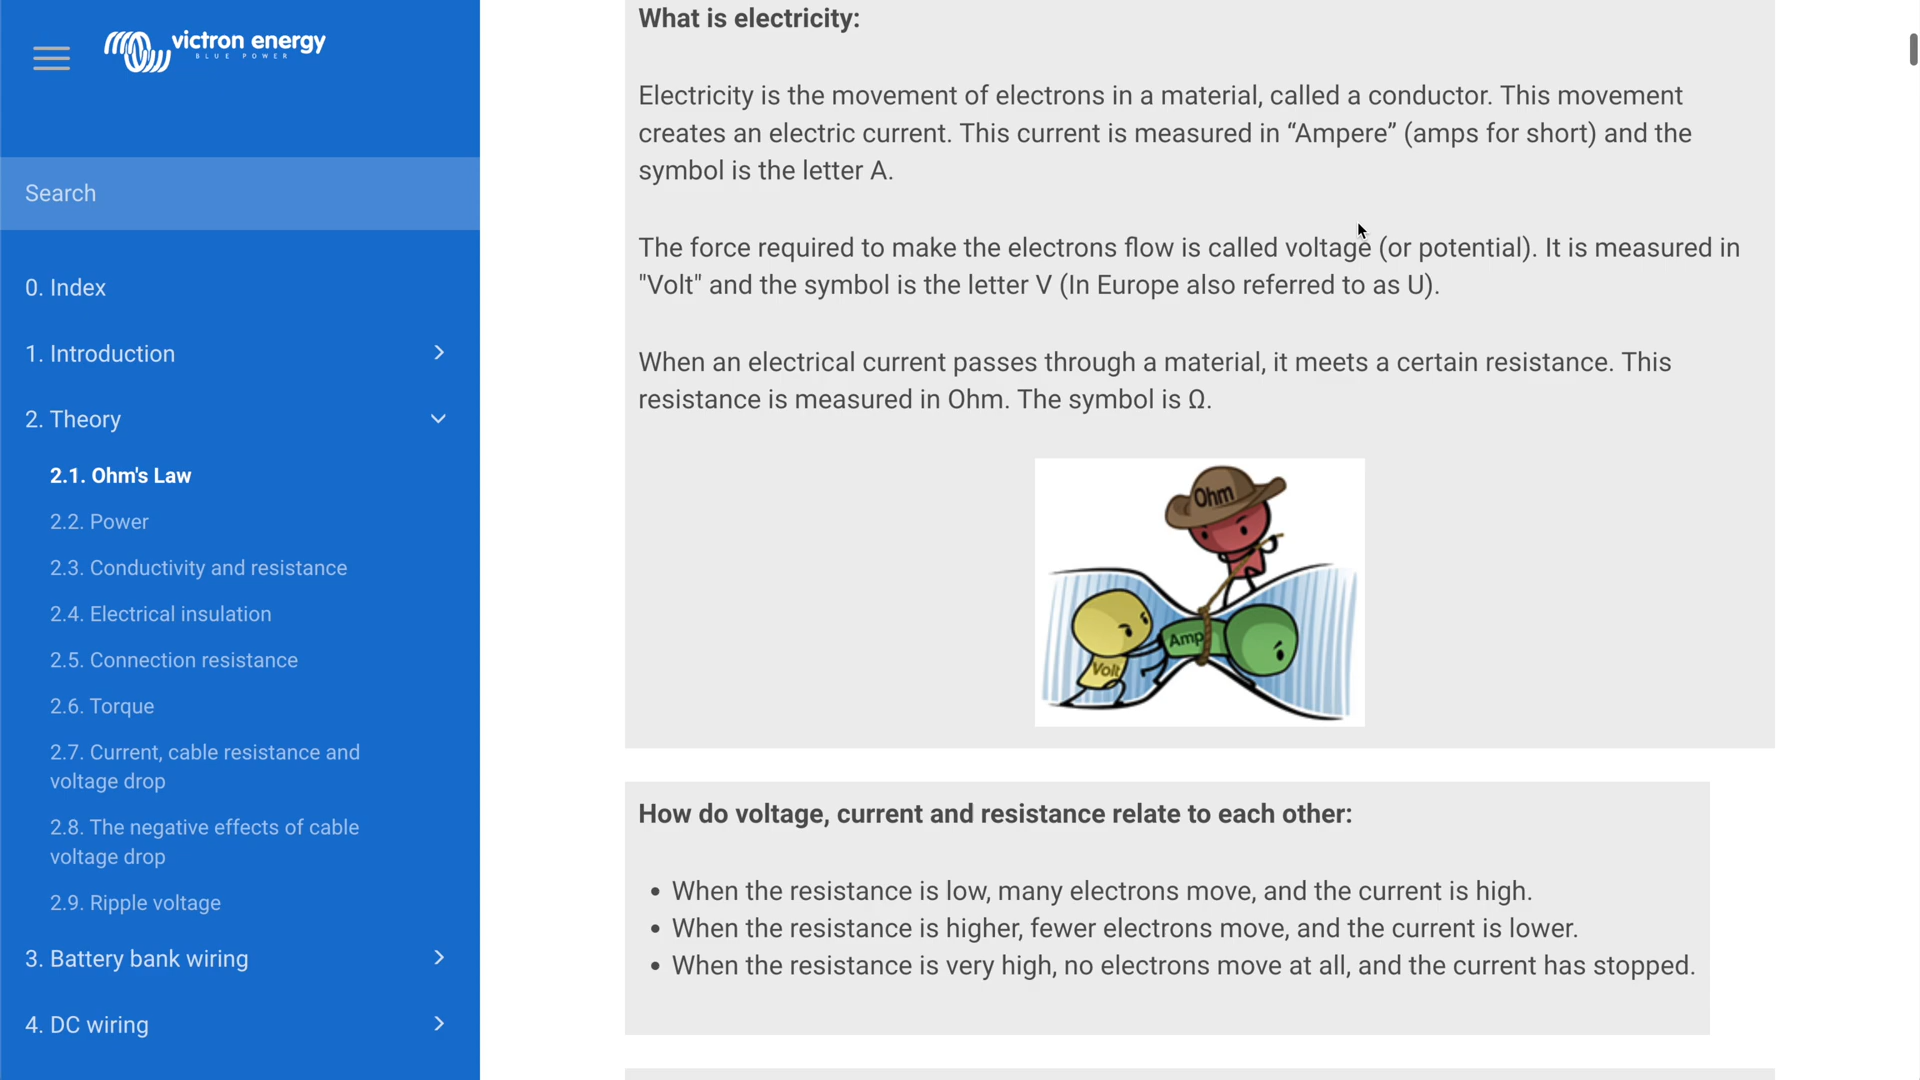 victron energy
BLUE POWER
Search
0. Index
1. Introduction
2. Theory
2.1. Ohm's Law
2.2. Power
2.3. Conductivity and resistance
2.4. Electrical insulation
2.5. Connection resistance
2.6. Torque
2.7. Current, cable resistance and
voltage drop
2.8. The negative effects of cable
voltage drop
2.9. Ripple voltage
3. Battery bank wiring
4. DC wiring
What is electricity:
Electricity is the movement of electrons in a material, called a conductor. This movement
creates an electric current. This current is measured in “Ampere” (amps for short) and the
symbol is the letter A.
The force required to make the electrons flow is called voltage (or potential). It is measured in
"Volt" and the symbol is the letter V (In Europe also referred to as U).
When an electrical current passes through a material, it meets a certain resistance. This
resistance is measured in Ohm. The symbol is Ω.
Ohm
Amp
Volt
How do voltage, current and resistance relate to each other:
• When the resistance is low, many electrons move, and the current is high.
• When the resistance is higher, fewer electrons move, and the current is lower.
• When the resistance is very high, no electrons move at all, and the current has stopped.